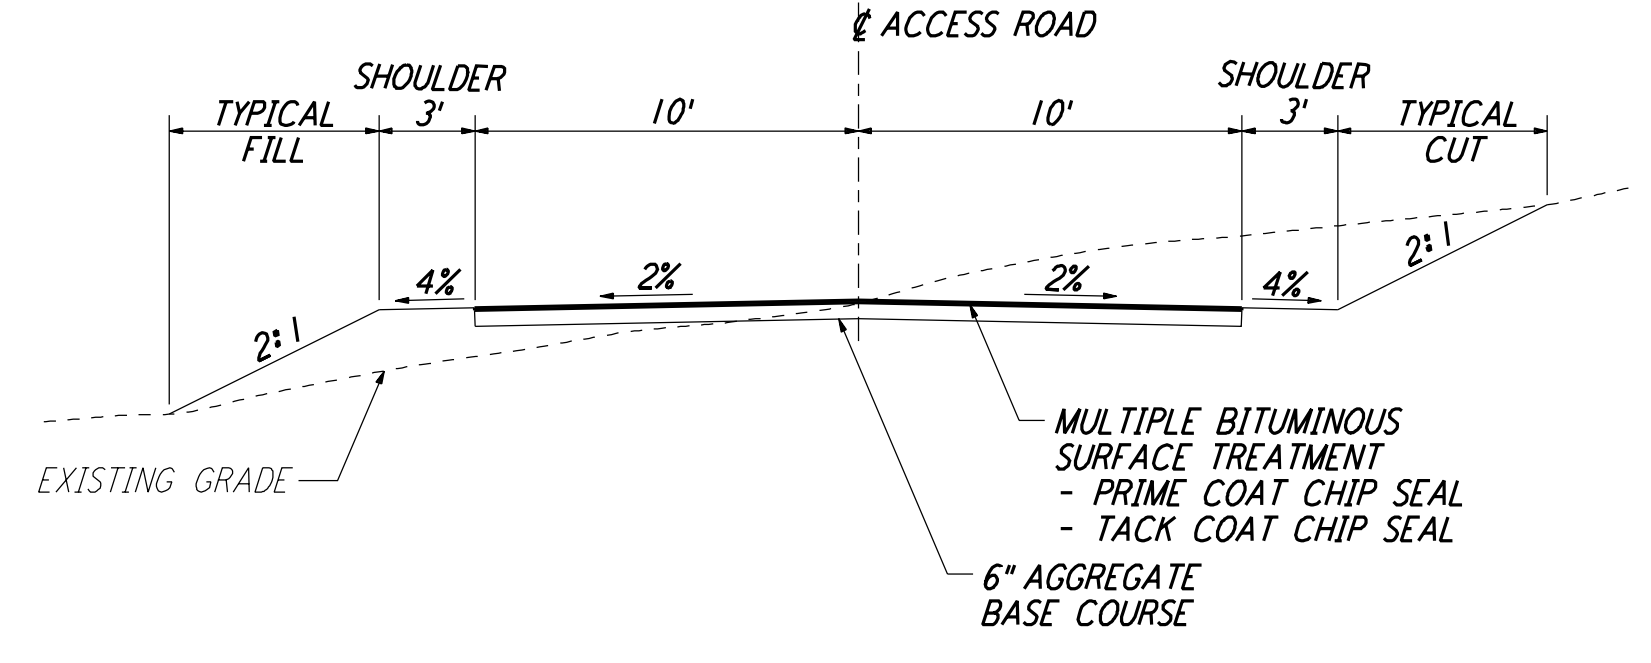 ℄ ACCESS ROAD
SHOULDER
SHOULDER
TYPICAL
3'
10'
10'
3'
TYPICAL
FILL
CUT
2:1
4%
2%
2%
4%
2:1
EXISTING GRADE
MULTIPLE BITUMINOUS
SURFACE TREATMENT
- PRIME COAT CHIP SEAL
- TACK COAT CHIP SEAL
6" AGGREGATE
BASE COURSE